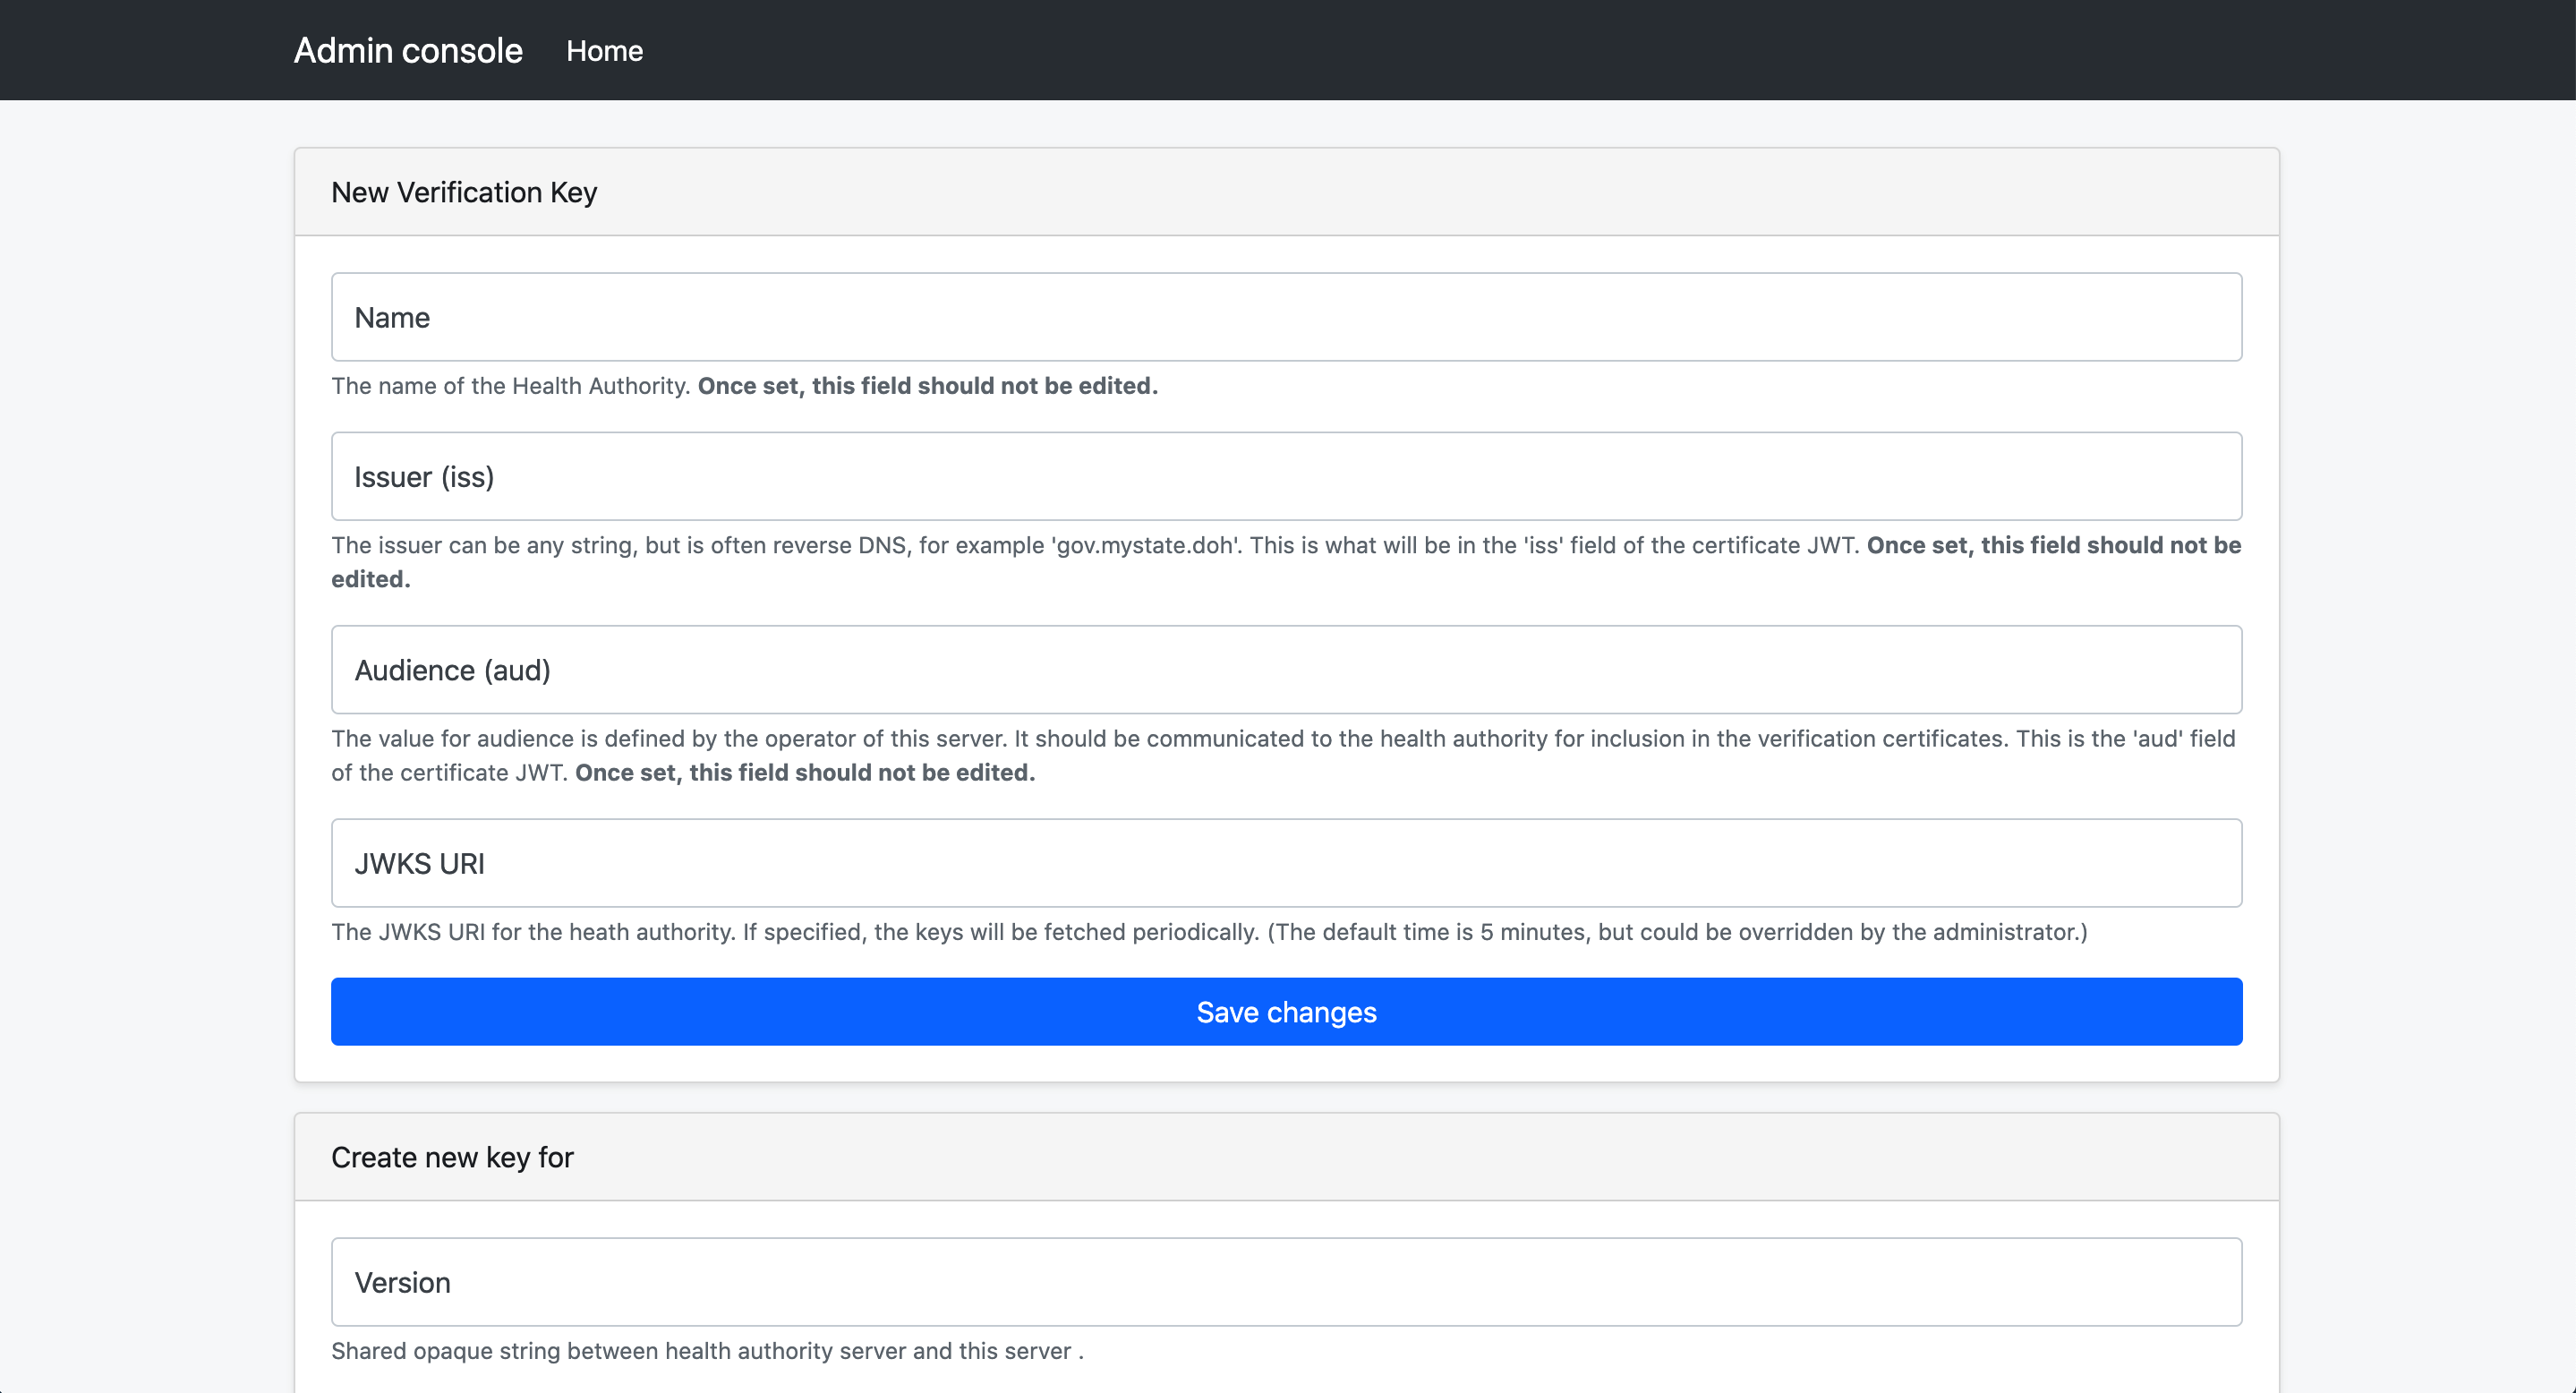 Admin console Home
New Verification Key
Name
The name of the Health Authority. Once set, this field should not be edited.
Issuer (iss)
The issuer can be any string, but is often reverse DNS, for example 'gov.mystate.doh'. This is what will be in the 'iss' field of the certificate JWT. Once set, this field should not be
edited.
Audience (aud)
The value for audience is defined by the operator of this server. It should be communicated to the health authority for inclusion in the verification certificates. This is the 'aud' field
of the certificate JWT. Once set, this field should not be edited.
JWKS URI
The JWKS URI for the heath authority. If specified, the keys will be fetched periodically. (The default time is 5 minutes, but could be overridden by the administrator.)
Save changes
Create new key for
Version
Shared opaque string between health authority server and this server .